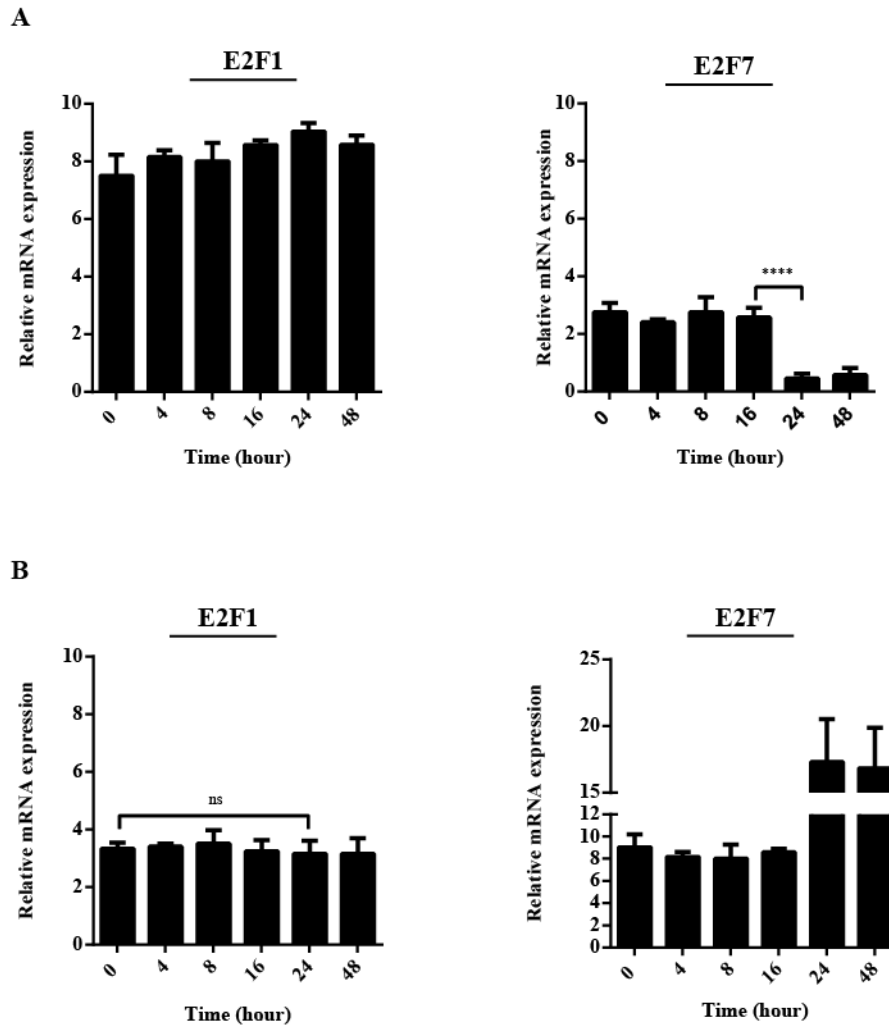 A
E2F1
Relative mRNA expression
10
8
6
4
2
0
0 4 8 16 24 48
Time (hour)
E2F7
Relative mRNA expression
10
8
6
4
2
0
****
0 4 8 16 24 48
Time (hour)
B
E2F1
Relative mRNA expression
10
8
6
4
2
0
ns
0 4 8 16 24 48
Time (hour)
E2F7
Relative mRNA expression
25
20
15
12
10
8
6
4
2
0
0 4 8 16 24 48
Time (hour)